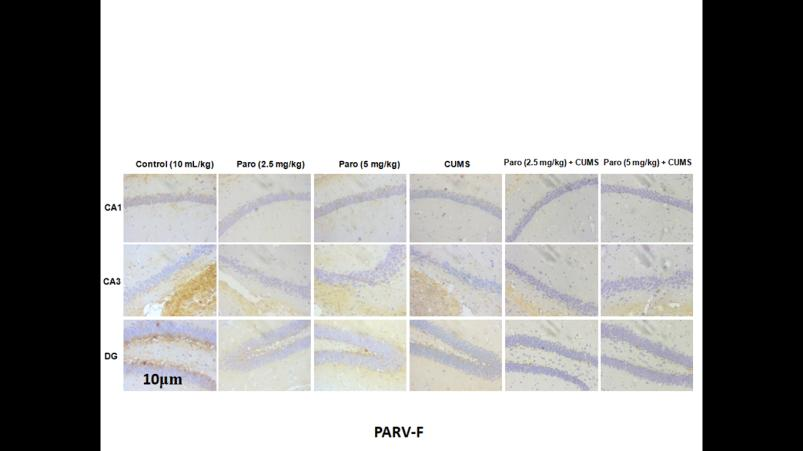 Control (10 mL/kg) Paro (2.5 mg/kg) Paro (5 mg/kg) CUMS Paro (2.5 mg/kg) + CUMS Paro (5 mg/kg) + CUMS
CA1
CA3
DG
10µm
PARV-F